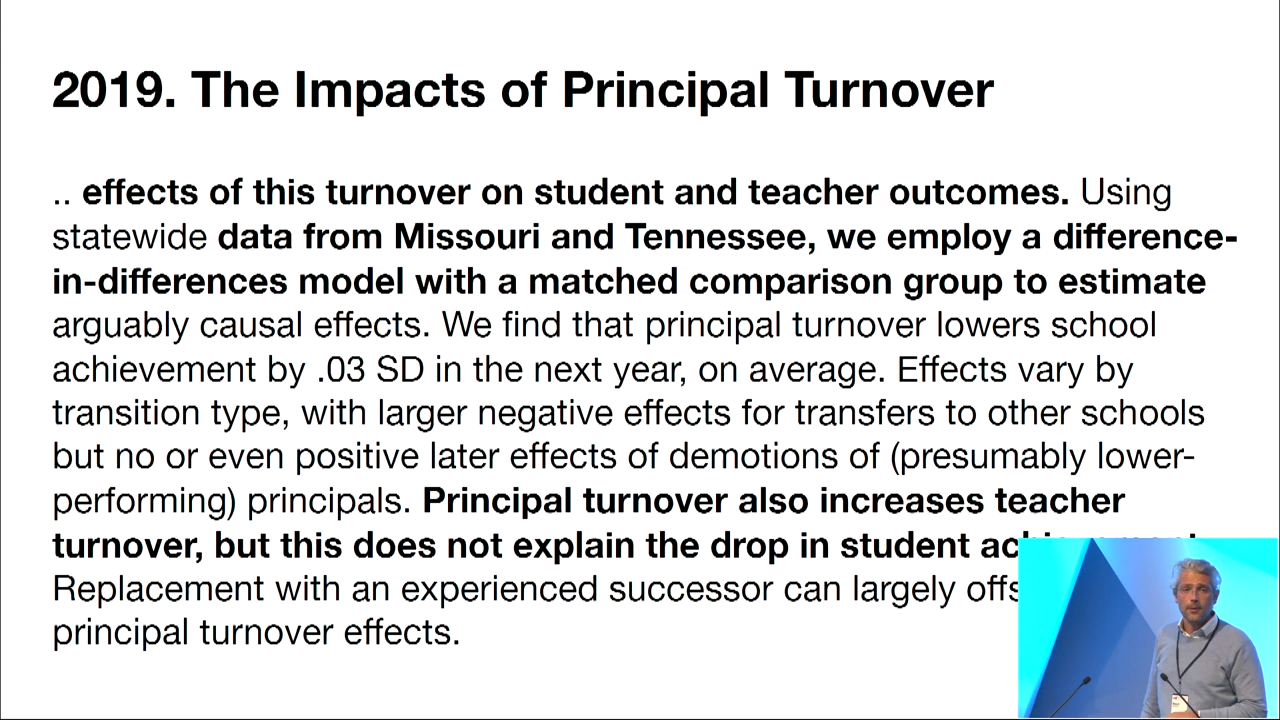 2019. The Impacts of Principal Turnover
.. effects of this turnover on student and teacher outcomes. Using
statewide data from Missouri and Tennessee, we employ a difference-
in-differences model with a matched comparison group to estimate
arguably causal effects. We find that principal turnover lowers school
achievement by .03 SD in the next year, on average. Effects vary by
transition type, with larger negative effects for transfers to other schools
but no or even positive later effects of demotions of (presumably lower-
performing) principals. Principal turnover also increases teacher
turnover, but this does not explain the drop in student achievement.
Replacement with an experienced successor can largely
principal turnover effects.